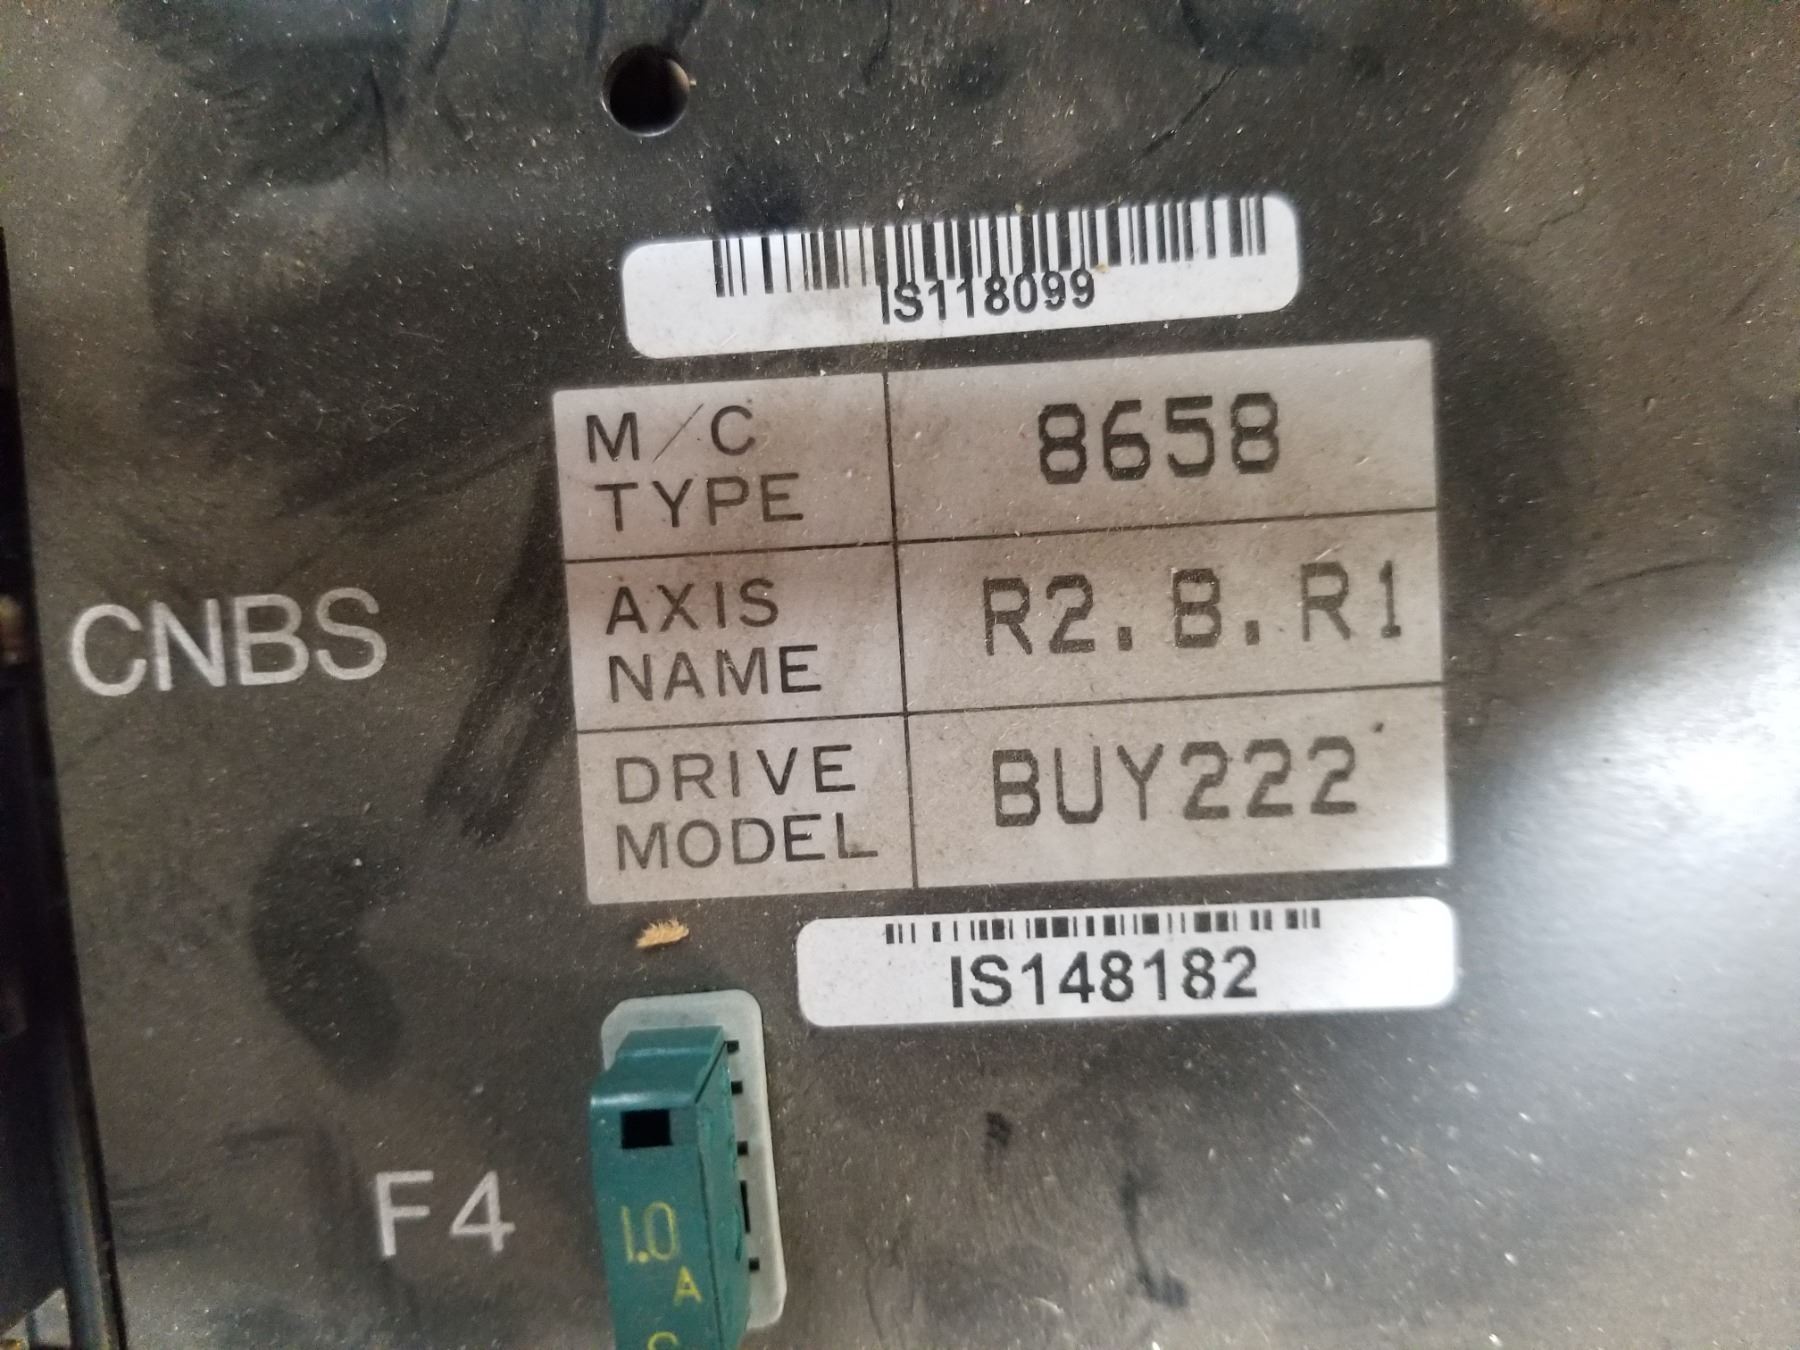 IS118099
M/C
TYPE
8658
AXIS
NAME
R2.B.R1
CNBS
DRIVE
MODEL
BUY222
IS148182
F4
1.0
A